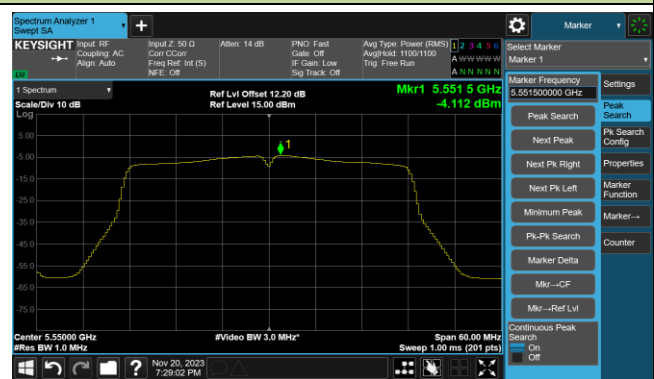 Spectrum Analyzer 1
Swept SA
Marker
KEYSIGHT
Input: RF
Coupling: AC
Align: Auto
Input Z: 50 Ω
Corr CCorr
Freq Ref: Int (S)
NFE: Off
Atten: 14 dB
PNO: Fast
Gate: Off
IF Gain: Low
Sig Track: Off
Avg Type: Power (RMS)
Avg|Hold: 1100/1100
Trig: Free Run
1 2 3 4 5 6
A W W W W W
A N N N N N
LV
Select Marker
Marker 1
1 Spectrum
Scale/Div 10 dB
Log
Ref Lvl Offset 12.20 dB
Ref Level 15.00 dBm
Mkr1 5.551 5 GHz
-4.112 dBm
1
5.00
-5.00
-15.0
-25.0
-35.0
-45.0
-55.0
-65.0
-75.0
Center 5.55000 GHz
#Res BW 1.0 MHz
#Video BW 3.0 MHz*
Span 60.00 MHz
Sweep 1.00 ms (201 pts)
Marker Frequency
5.551500000 GHz
Peak Search
Next Peak
Next Pk Right
Next Pk Left
Minimum Peak
Pk-Pk Search
Marker Delta
Mkr→CF
Mkr→Ref Lvl
Continuous Peak
Search
On
Off
Settings
Peak
Search
Pk Search
Config
Properties
Marker
Function
Marker→
Counter
?
Nov 20, 2023
7:29:02 PM